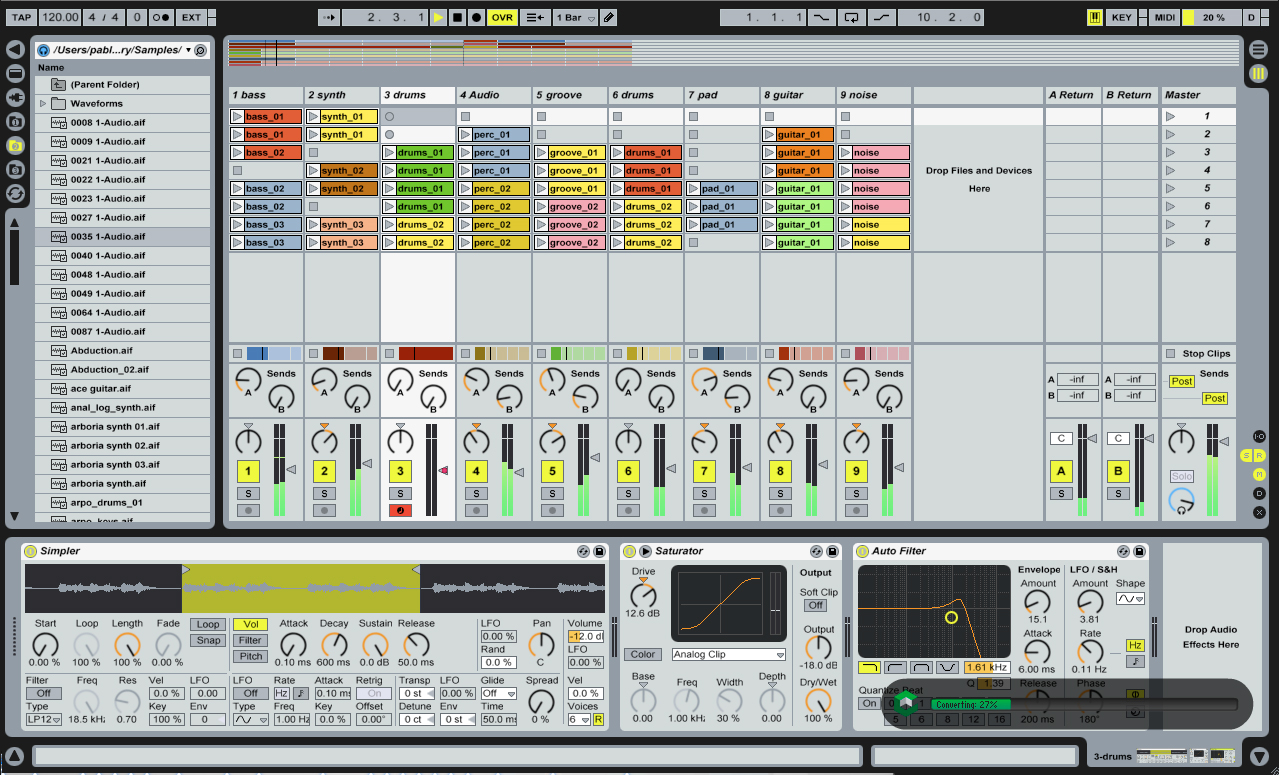 TAP 120.00 4 / 4 0 EXT 2. 3. 1 OVR 1 Bar 1. 1. 1 10. 2. 0 KEY MIDI 20 % D
/Users/pabl...ry/Samples/
Name
(Parent Folder)
Waveforms
0008 1-Audio.aif
0009 1-Audio.aif
0021 1-Audio.aif
0022 1-Audio.aif
0023 1-Audio.aif
0027 1-Audio.aif
0035 1-Audio.aif
0040 1-Audio.aif
0048 1-Audio.aif
0049 1-Audio.aif
0064 1-Audio.aif
0087 1-Audio.aif
Abduction.aif
Abduction_02.aif
ace guitar.aif
anal_log_synth.aif
arboria synth 01.aif
arboria synth 02.aif
arboria synth 03.aif
arboria synth.aif
arpo_drums_01
arpo_keys.aif
1 bass 2 synth 3 drums 4 Audio 5 groove 6 drums 7 pad 8 guitar 9 noise A Return B Return Master
bass_01 synth_01 1
bass_01 synth_01 perc_01 guitar_01 2
bass_02 drums_01 perc_01 groove_01 drums_01 guitar_01 noise 3
synth_02 drums_01 perc_01 groove_01 drums_01 guitar_01 noise 4
bass_02 synth_02 drums_01 perc_02 groove_01 drums_01 pad_01 guitar_01 noise 5
bass_02 drums_01 perc_02 groove_02 drums_02 pad_01 guitar_01 noise 6
bass_03 synth_03 drums_02 perc_02 groove_02 drums_02 pad_01 guitar_01 noise 7
bass_03 synth_03 drums_02 perc_02 groove_02 drums_02 guitar_01 noise 8
Drop Files and Devices
Here
Stop Clips
Sends Sends Sends Sends Sends Sends Sends Sends Sends A -inf A -inf Sends
A A A A A A A A A B -inf B -inf Post
B B B B B B B B B Post
C C
1 2 3 4 5 6 7 8 9 A B Solo
S S S S S S S S S S S
I-O
S R
M
D
X
Simpler
Start Loop Length Fade Loop Vol Attack Decay Sustain Release LFO Pan Volume
Snap Filter 0.00 % -12.0 dB
Pitch Rand LFO
0.00 % 100 % 100 % 0.00 % 0.10 ms 600 ms 0.0 dB 50.0 ms 0.0 % C 0.00 %
Filter Freq Res Vel LFO LFO Rate Attack Retrig Transp LFO Glide Spread Vel
Off 0.0 % 0.00 Off Hz 0.10 ms On 0 st 0.00 % Off 0.0 %
Type Key Env Type Freq Key Offset Detune Env Time Voices
LP12 18.5 kHz 0.70 100 % 0 1.00 Hz 0.0 % 0.00° 0 ct 0 st 50.0 ms 0 % 6 R
Saturator
Drive
12.6 dB
Color Analog Clip
Base Freq Width Depth
0.00 1.00 kHz 30 % 0.00
Output
Soft Clip
Off
Output
-18.0 dB
Dry/Wet
100 %
Auto Filter
1.61 kHz
Q 1.39
Quantize Beat
On 0 1
5 6 8 12 16
Envelope LFO / S&H
Amount Amount Shape
15.1 3.81
Attack Rate
6.00 ms 0.11 Hz Hz
Release Phase
200 ms 180°
Converting: 27%
Drop Audio
Effects Here
3-drums